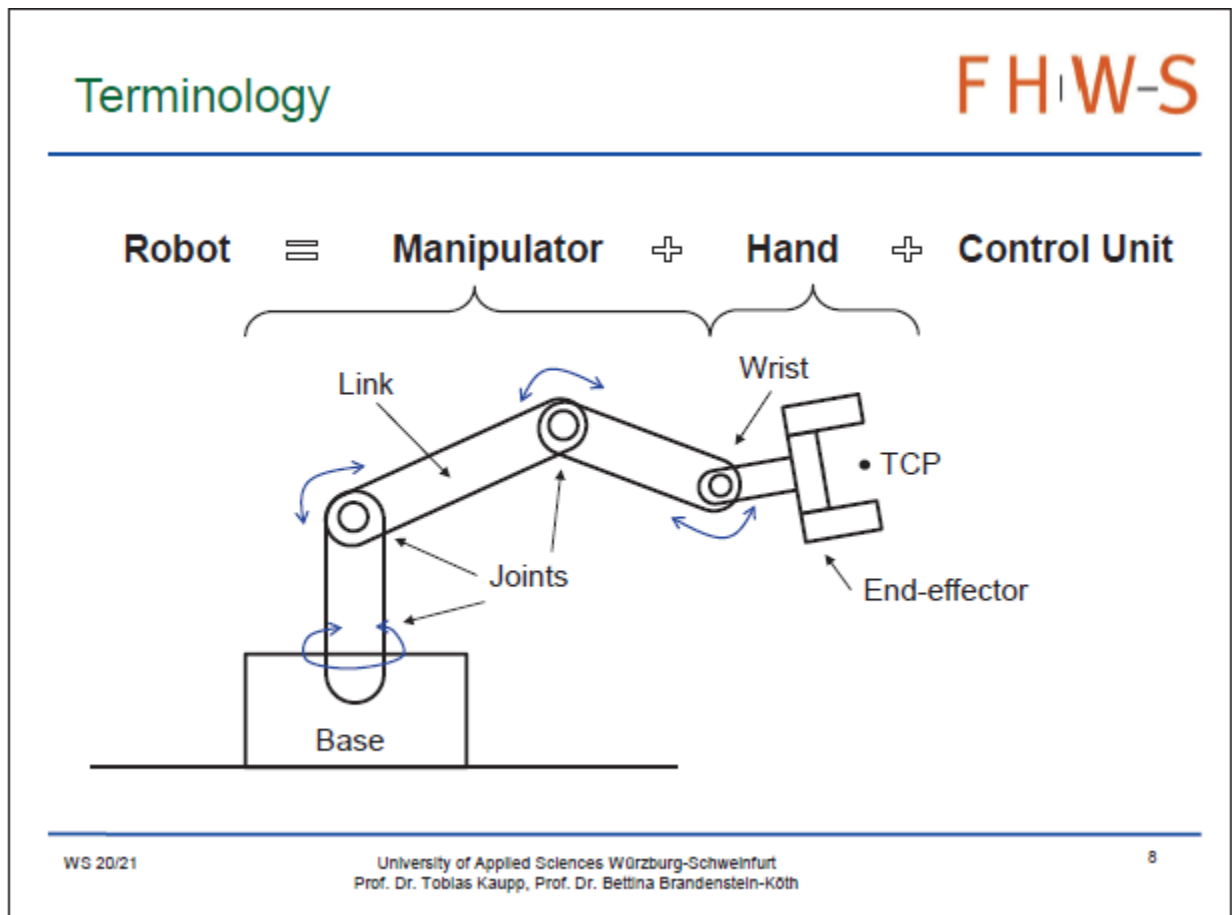 Terminology
F H W-S
Robot = Manipulator + Hand + Control Unit
Link
Wrist
TCP
Joints
End-effector
Base
WS 20/21
University of Applied Sciences Würzburg-Schweinfurt
8
Prof. Dr. Tobias Kaupp, Prof. Dr. Bettina Brandenstein-Köth